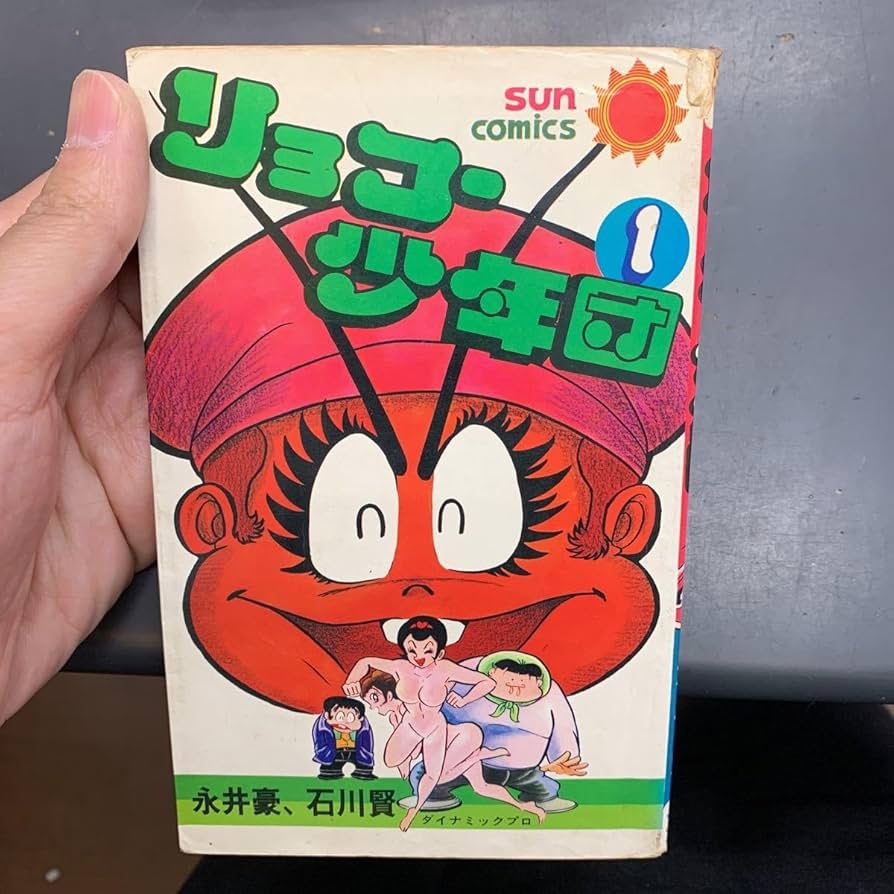 sun
comics
リョコー
少年団
1
永井豪、石川賢
ダイナミックプロ